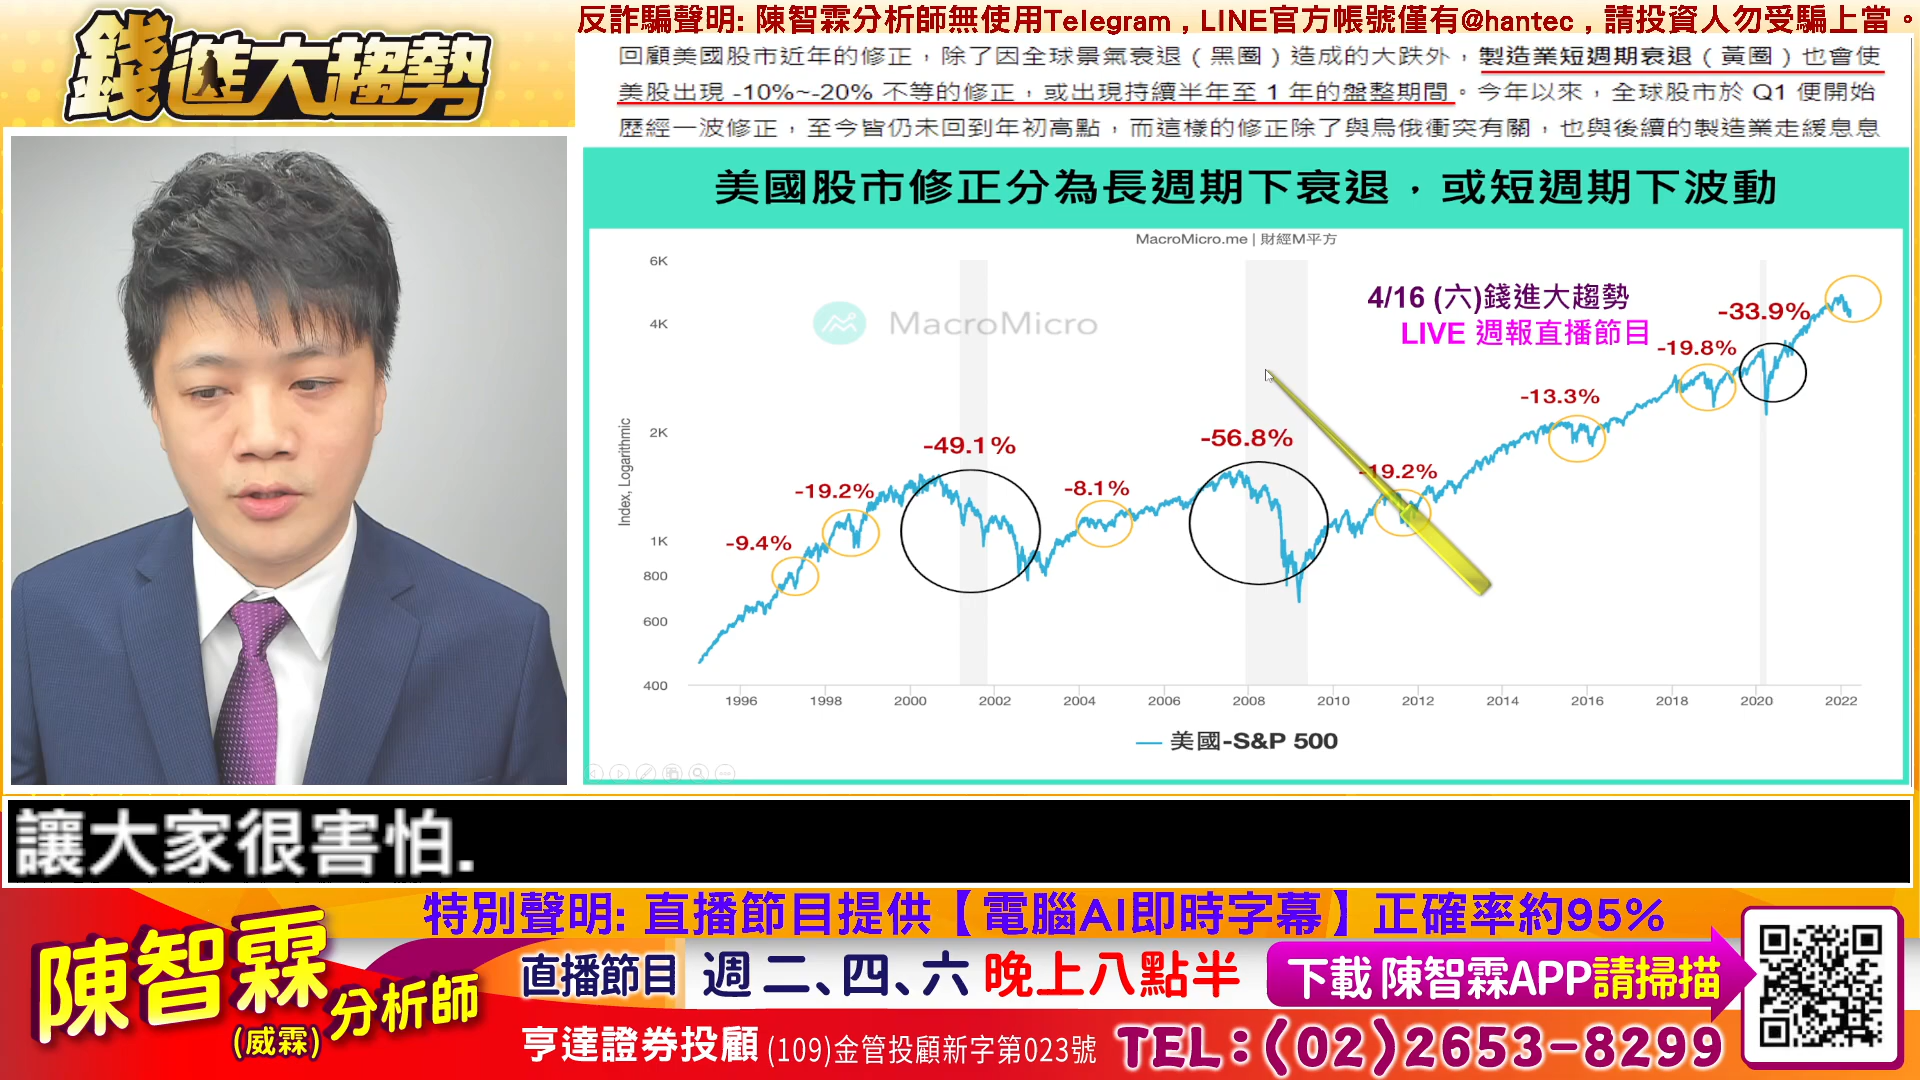 錢進大趨勢
反詐騙聲明: 陳智霖分析師無使用Telegram , LINE官方帳號僅有@hantec , 請投資人勿受騙上當。
回顧美國股市近年的修正，除了因全球景氣衰退（黑圈）造成的大跌外，製造業短週期衰退（黃圈）也會使
美股出現 -10%~-20% 不等的修正，或出現持續半年至 1 年的盤整期間。今年以來，全球股市於 Q1 便開始
歷經一波修正，至今皆仍未回到年初高點，而這樣的修正除了與烏俄衝突有關，也與後續的製造業走緩息息
美國股市修正分為長週期下衰退，或短週期下波動
MacroMicro.me | 財經M平方
MacroMicro
4/16 (六)錢進大趨勢
LIVE 週報直播節目
Index, Logarithmic
6K
4K
2K
1K
800
600
400
-9.4%
-19.2%
-49.1%
-8.1%
-56.8%
-19.2%
-13.3%
-19.8%
-33.9%
1996 1998 2000 2002 2004 2006 2008 2010 2012 2014 2016 2018 2020 2022
美國-S&P 500
讓大家很害怕.
特別聲明: 直播節目提供【電腦AI即時字幕】正確率約95%
陳智霖(威霖)分析師
直播節目 週二、四、六 晚上八點半
下載 陳智霖APP請掃描
亨達證券投顧 (109)金管投顧新字第023號 TEL:(02)2653-8299